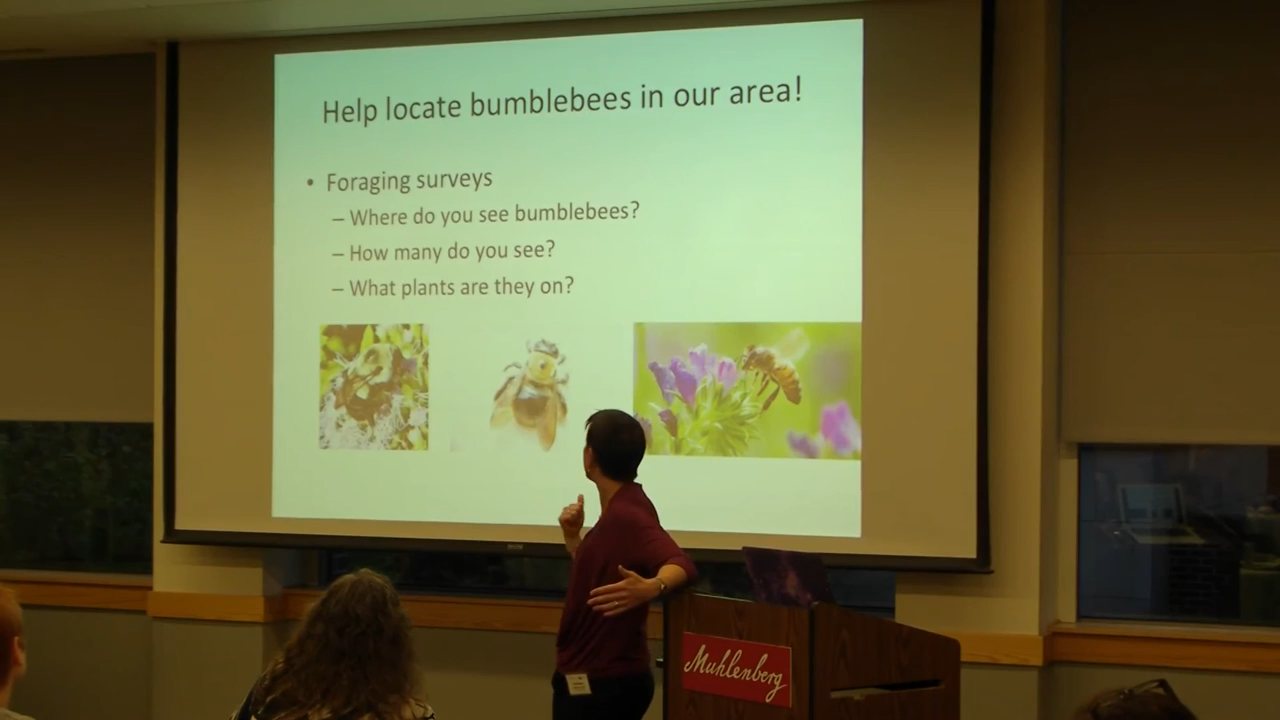 Help locate bumblebees in our area!
• Foraging surveys
– Where do you see bumblebees?
– How many do you see?
– What plants are they on?
Muhlenberg